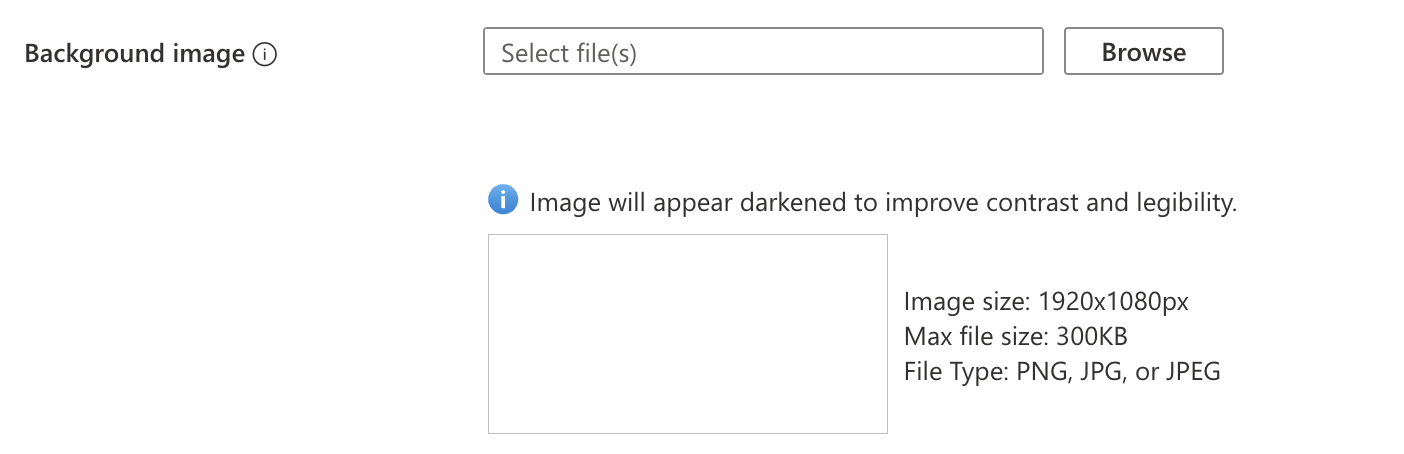 Background image
Select file(s)
Browse
Image will appear darkened to improve contrast and legibility.
Image size: 1920x1080px
Max file size: 300KB
File Type: PNG, JPG, or JPEG